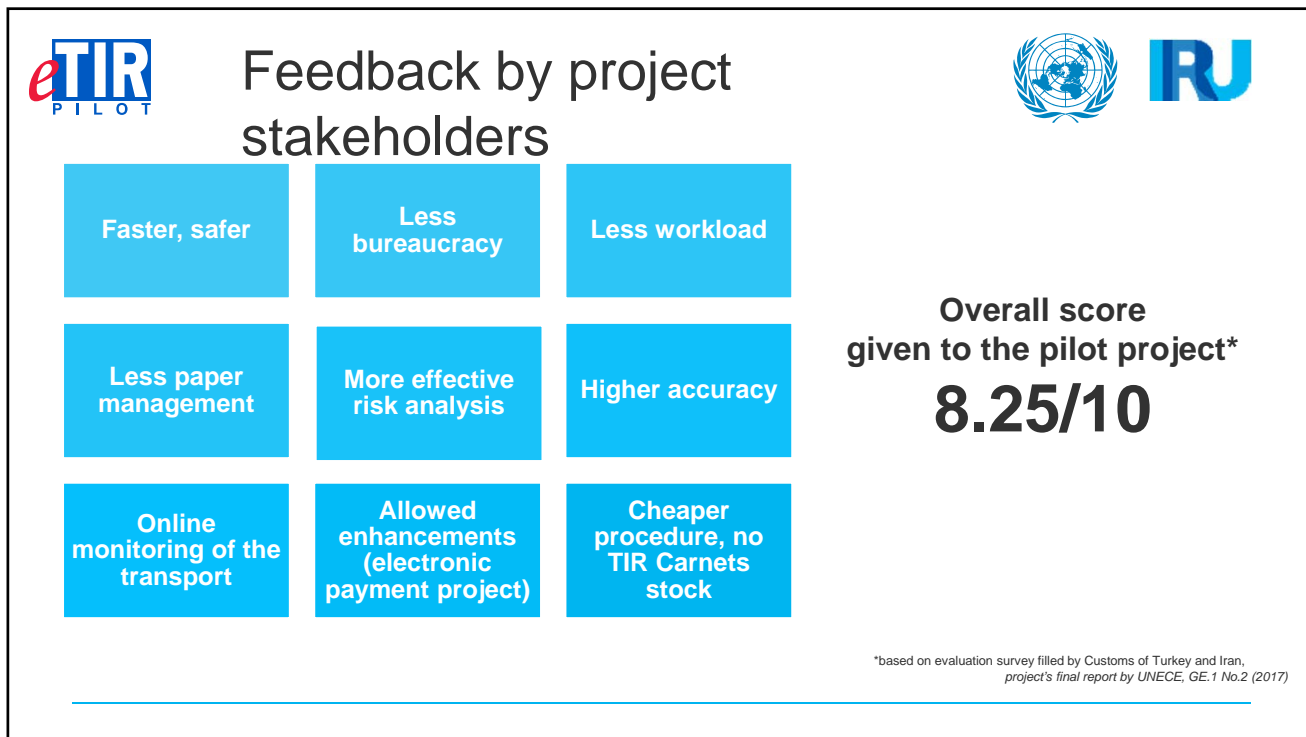 eTIR
PILOT
Feedback by project
stakeholders
IRU
Faster, safer
Less
bureaucracy
Less workload
Less paper
management
More effective
risk analysis
Higher accuracy
Online
monitoring of the
transport
Allowed
enhancements
(electronic
payment project)
Cheaper
procedure, no
TIR Carnets
stock
Overall score
given to the pilot project*
8.25/10
*based on evaluation survey filled by Customs of Turkey and Iran,
project's final report by UNECE, GE.1 No.2 (2017)